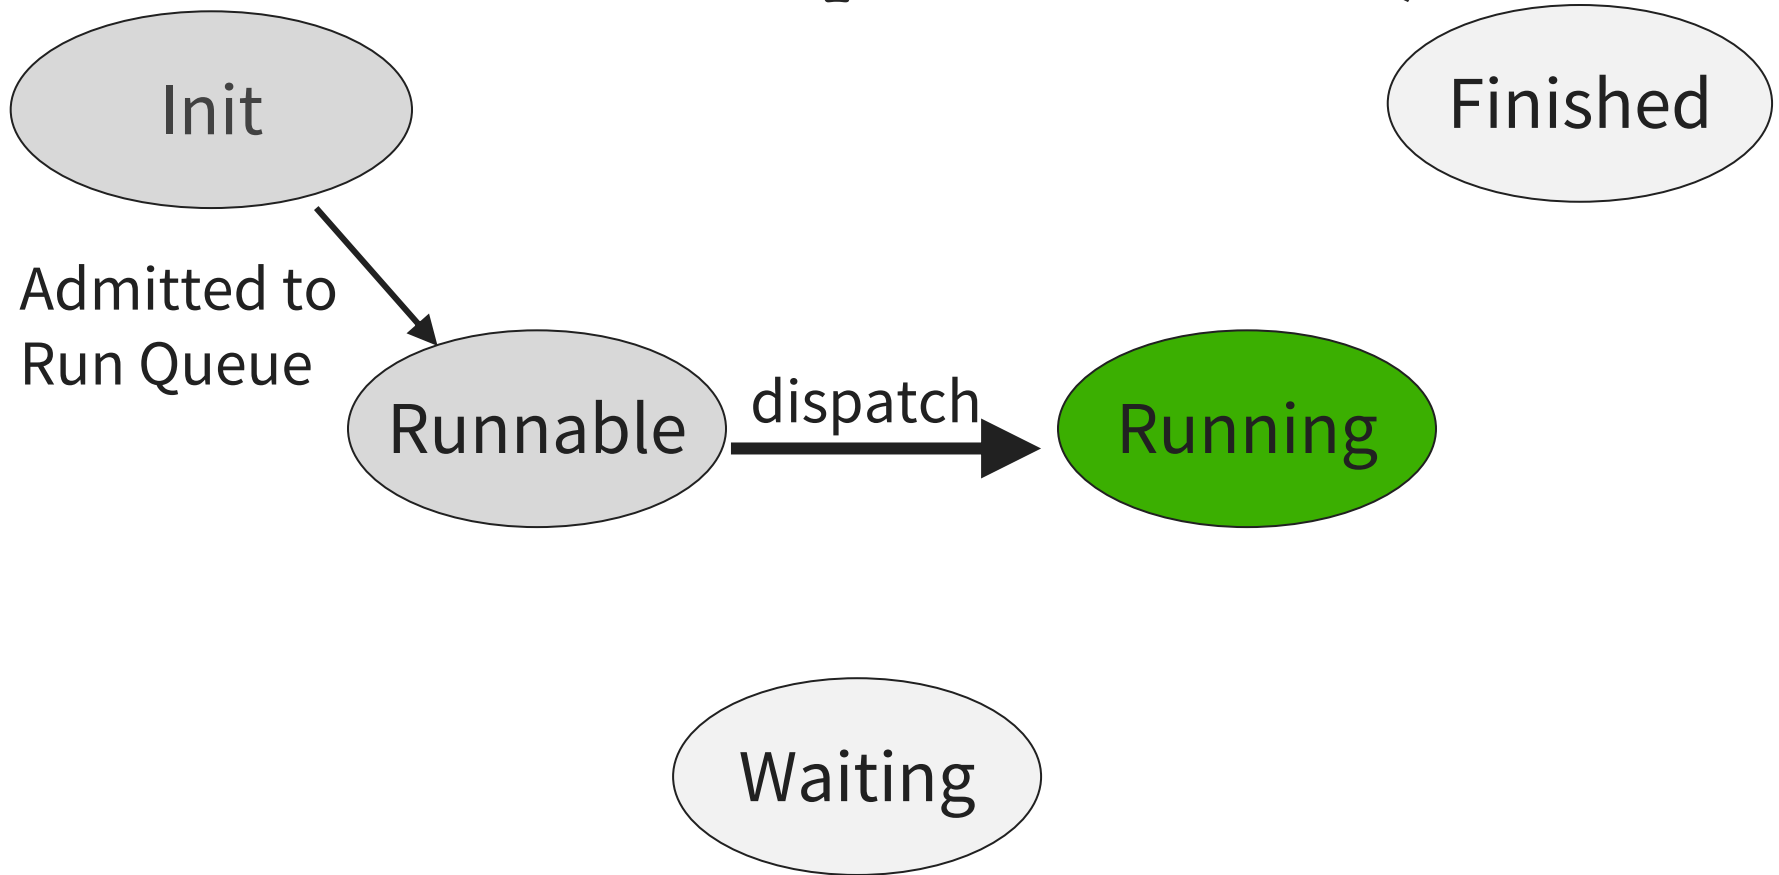 Init
Finished
Admitted to
Run Queue
Runnable
dispatch
Running
Waiting